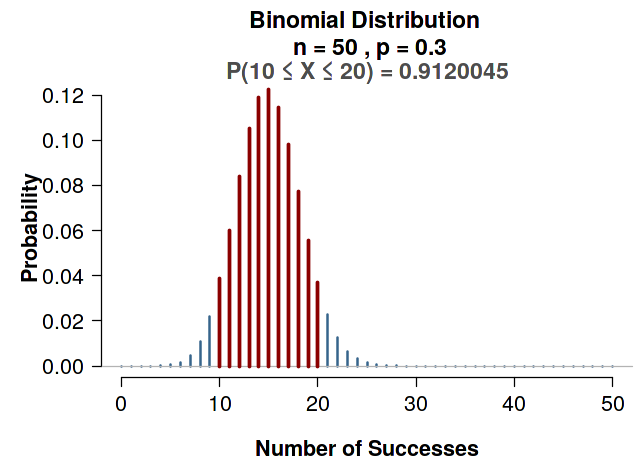 Binomial Distribution
n = 50 , p = 0.3
P(10 ≤ X ≤ 20) = 0.9120045
Probability
0.12
0.10
0.08
0.06
0.04
0.02
0.00
0 10 20 30 40 50
Number of Successes